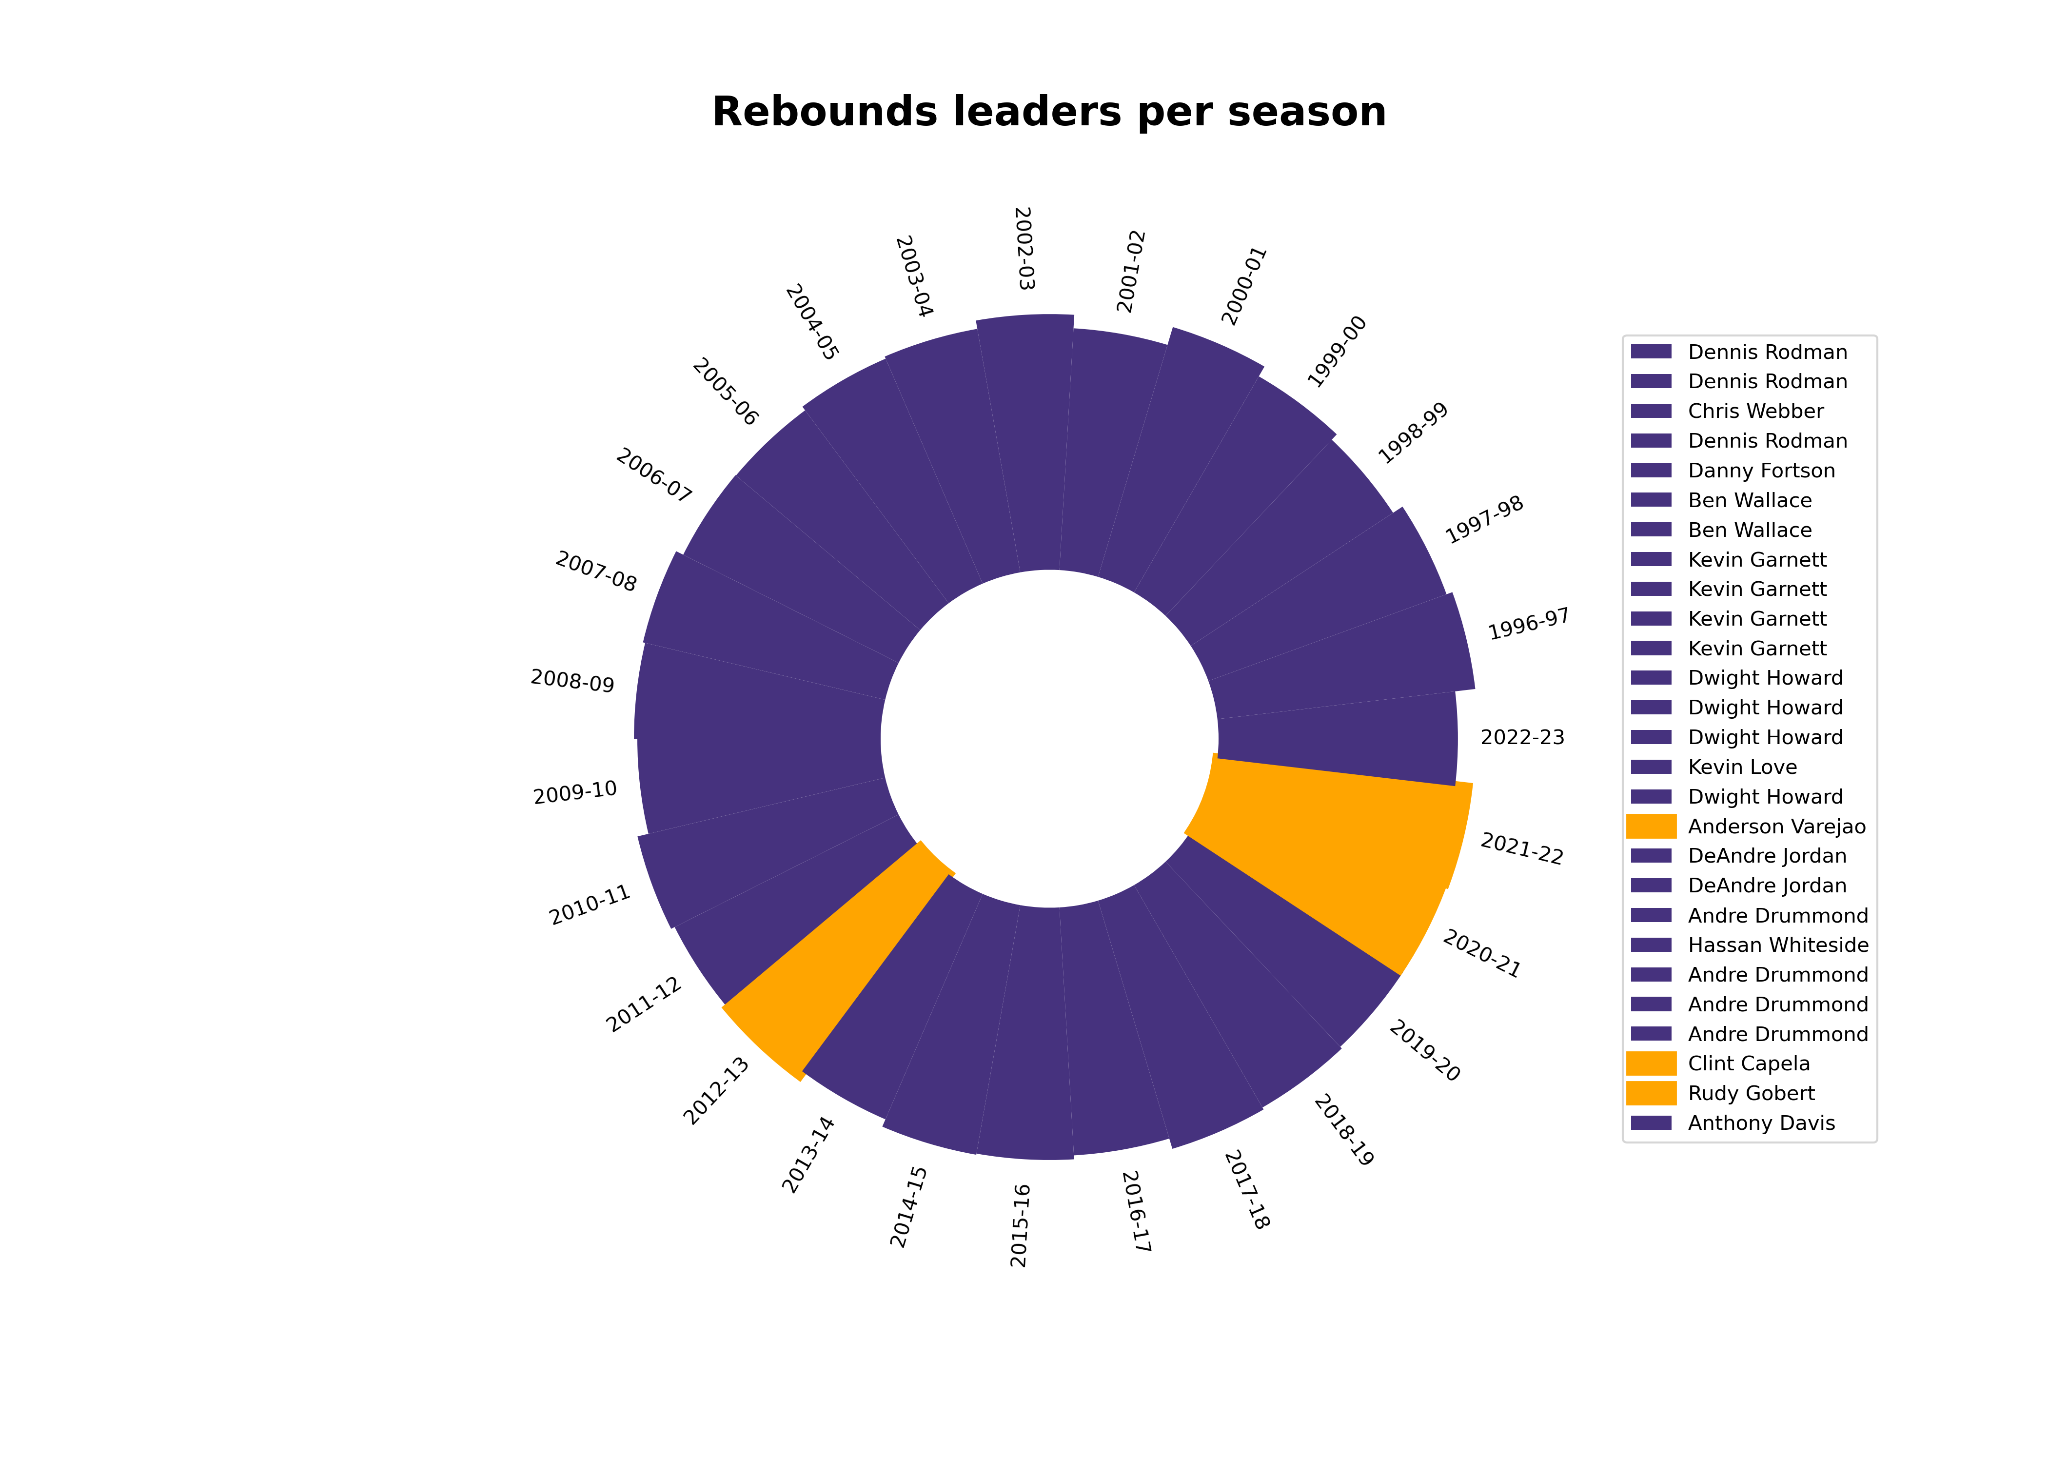 Rebounds leaders per season
2002-03
2001-02
2003-04
2000-01
2004-05
1999-00
2005-06
1998-99
2006-07
1997-98
2007-08
1996-97
2008-09
2022-23
2009-10
2021-22
2010-11
2020-21
2011-12
2019-20
2012-13
2018-19
2013-14
2017-18
2014-15
2016-17
2015-16
Dennis Rodman
Dennis Rodman
Chris Webber
Dennis Rodman
Danny Fortson
Ben Wallace
Ben Wallace
Kevin Garnett
Kevin Garnett
Kevin Garnett
Kevin Garnett
Dwight Howard
Dwight Howard
Dwight Howard
Kevin Love
Dwight Howard
Anderson Varejao
DeAndre Jordan
DeAndre Jordan
Andre Drummond
Hassan Whiteside
Andre Drummond
Andre Drummond
Andre Drummond
Clint Capela
Rudy Gobert
Anthony Davis